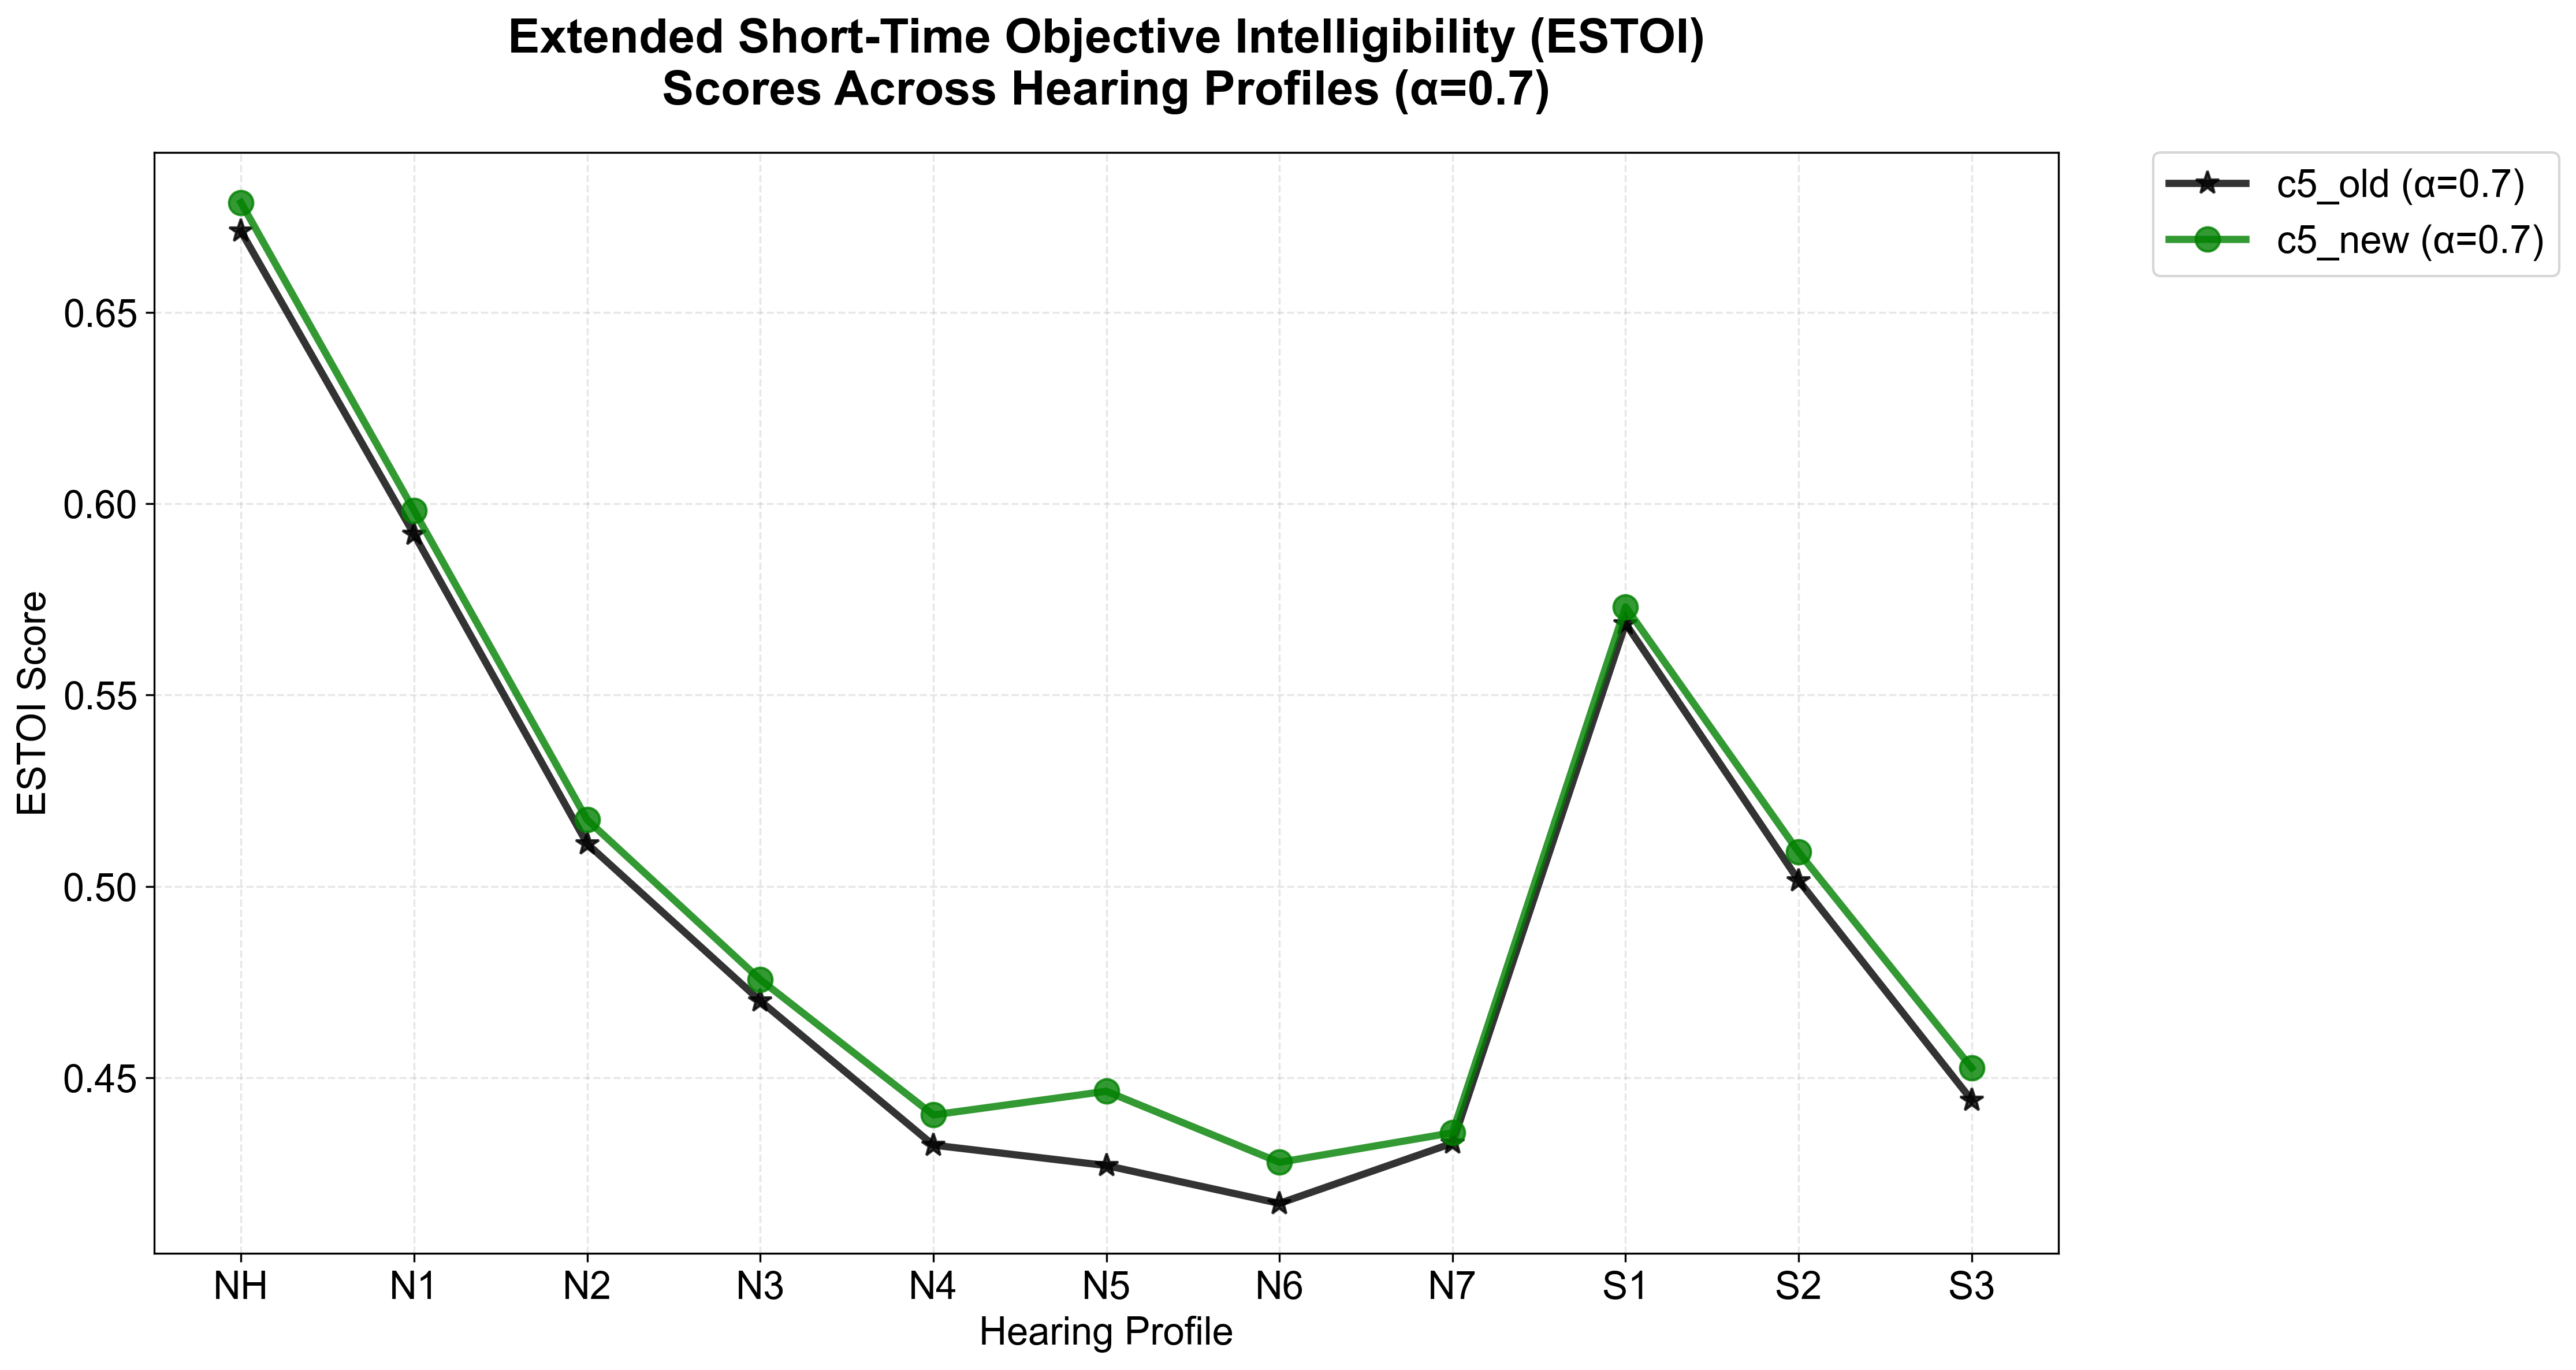 Extended Short-Time Objective Intelligibility (ESTOI)
Scores Across Hearing Profiles (α=0.7)
c5_old (α=0.7)
c5_new (α=0.7)
ESTOI Score
0.65
0.60
0.55
0.50
0.45
NH N1 N2 N3 N4 N5 N6 N7 S1 S2 S3
Hearing Profile